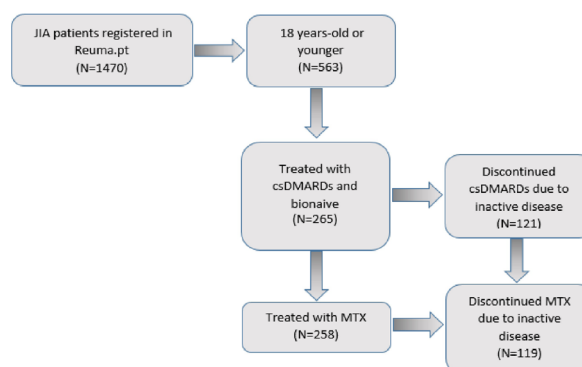 JIA patients registered in
Reuma.pt
(N=1470)
18 years-old or
younger
(N=563)
Treated with
csDMARDs and
bionaive
(N=265)
Discontinued
csDMARDs due to
inactive disease
(N=121)
Treated with MTX
(N=258)
Discontinued MTX
due to inactive
disease
(N=119)